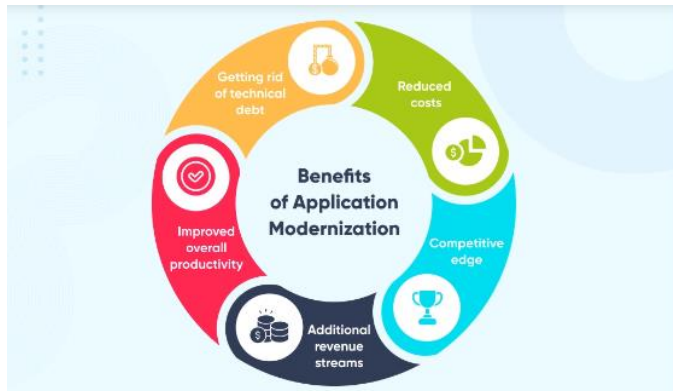 Benefits
of Application
Modernization
Getting rid
of technical
debt
Reduced
costs
Competitive
edge
Additional
revenue
streams
Improved
overall
productivity